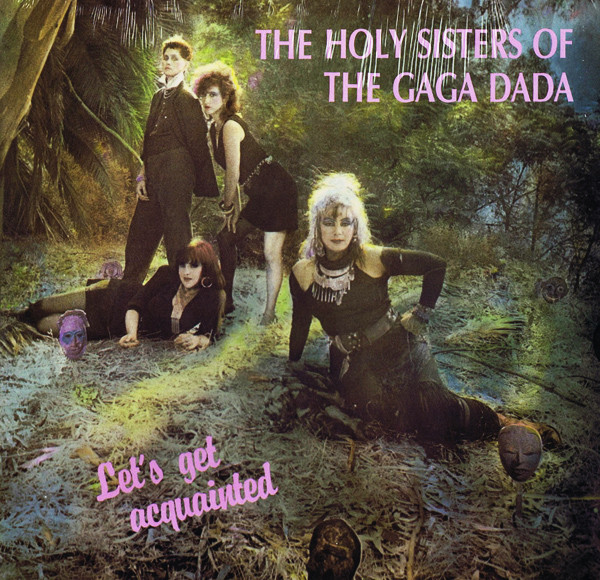 THE HOLY SISTERS OF
THE GAGA DADA
Let's get
acquainted